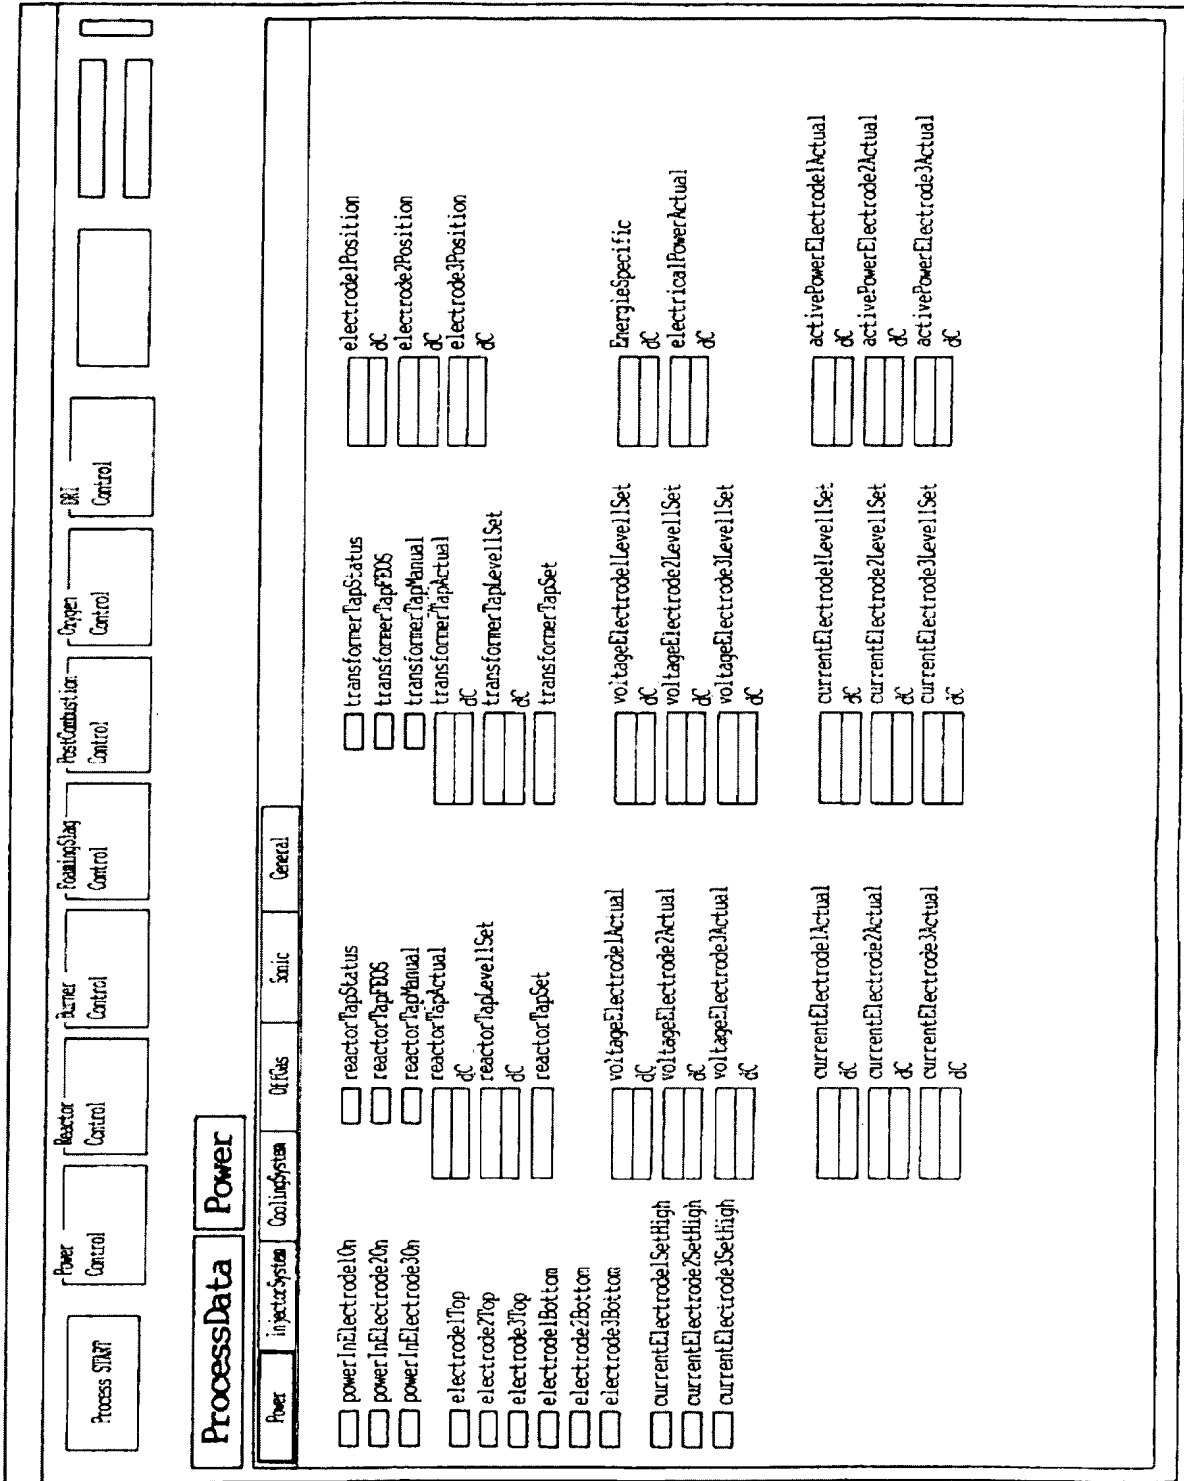 Process START
Power
Control
Reactor
Control
Burner
Control
FoamingSlag
Control
PostCombustion
Control
Oxygen
Control
DRI
Control
ProcessData
Power
Power
injectorSystem
CoolingSystem
OffGas
Sonic
General
powerInElectrode1On
powerInElectrode2On
powerInElectrode3On
electrode1Top
electrode2Top
electrode3Top
electrode1Bottom
electrode2Bottom
electrode3Bottom
currentElectrode1SetHigh
currentElectrode2SetHigh
currentElectrode3SetHigh
reactorTapStatus
reactorTapFEOS
reactorTapManual
reactorTapActual
dC
reactorTapLevel1Set
dC
reactorTapSet
voltageElectrode1Actual
dC
voltageElectrode2Actual
dC
voltageElectrode3Actual
dC
currentElectrode1Actual
dC
currentElectrode2Actual
dC
currentElectrode3Actual
dC
transformerTapStatus
transformerTapFEOS
transformerTapManual
transformerTapActual
dC
transformerTapLevel1Set
dC
transformerTapSet
voltageElectrode1Level1Set
dC
voltageElectrode2Level1Set
dC
voltageElectrode3Level1Set
dC
currentElectrode1Level1Set
dC
currentElectrode2Level1Set
dC
currentElectrode3Level1Set
dC
electrode1Position
dC
electrode2Position
dC
electrode3Position
dC
EnergieSpecific
dC
electricalPowerActual
dC
activePowerElectrode1Actual
dC
activePowerElectrode2Actual
dC
activePowerElectrode3Actual
dC